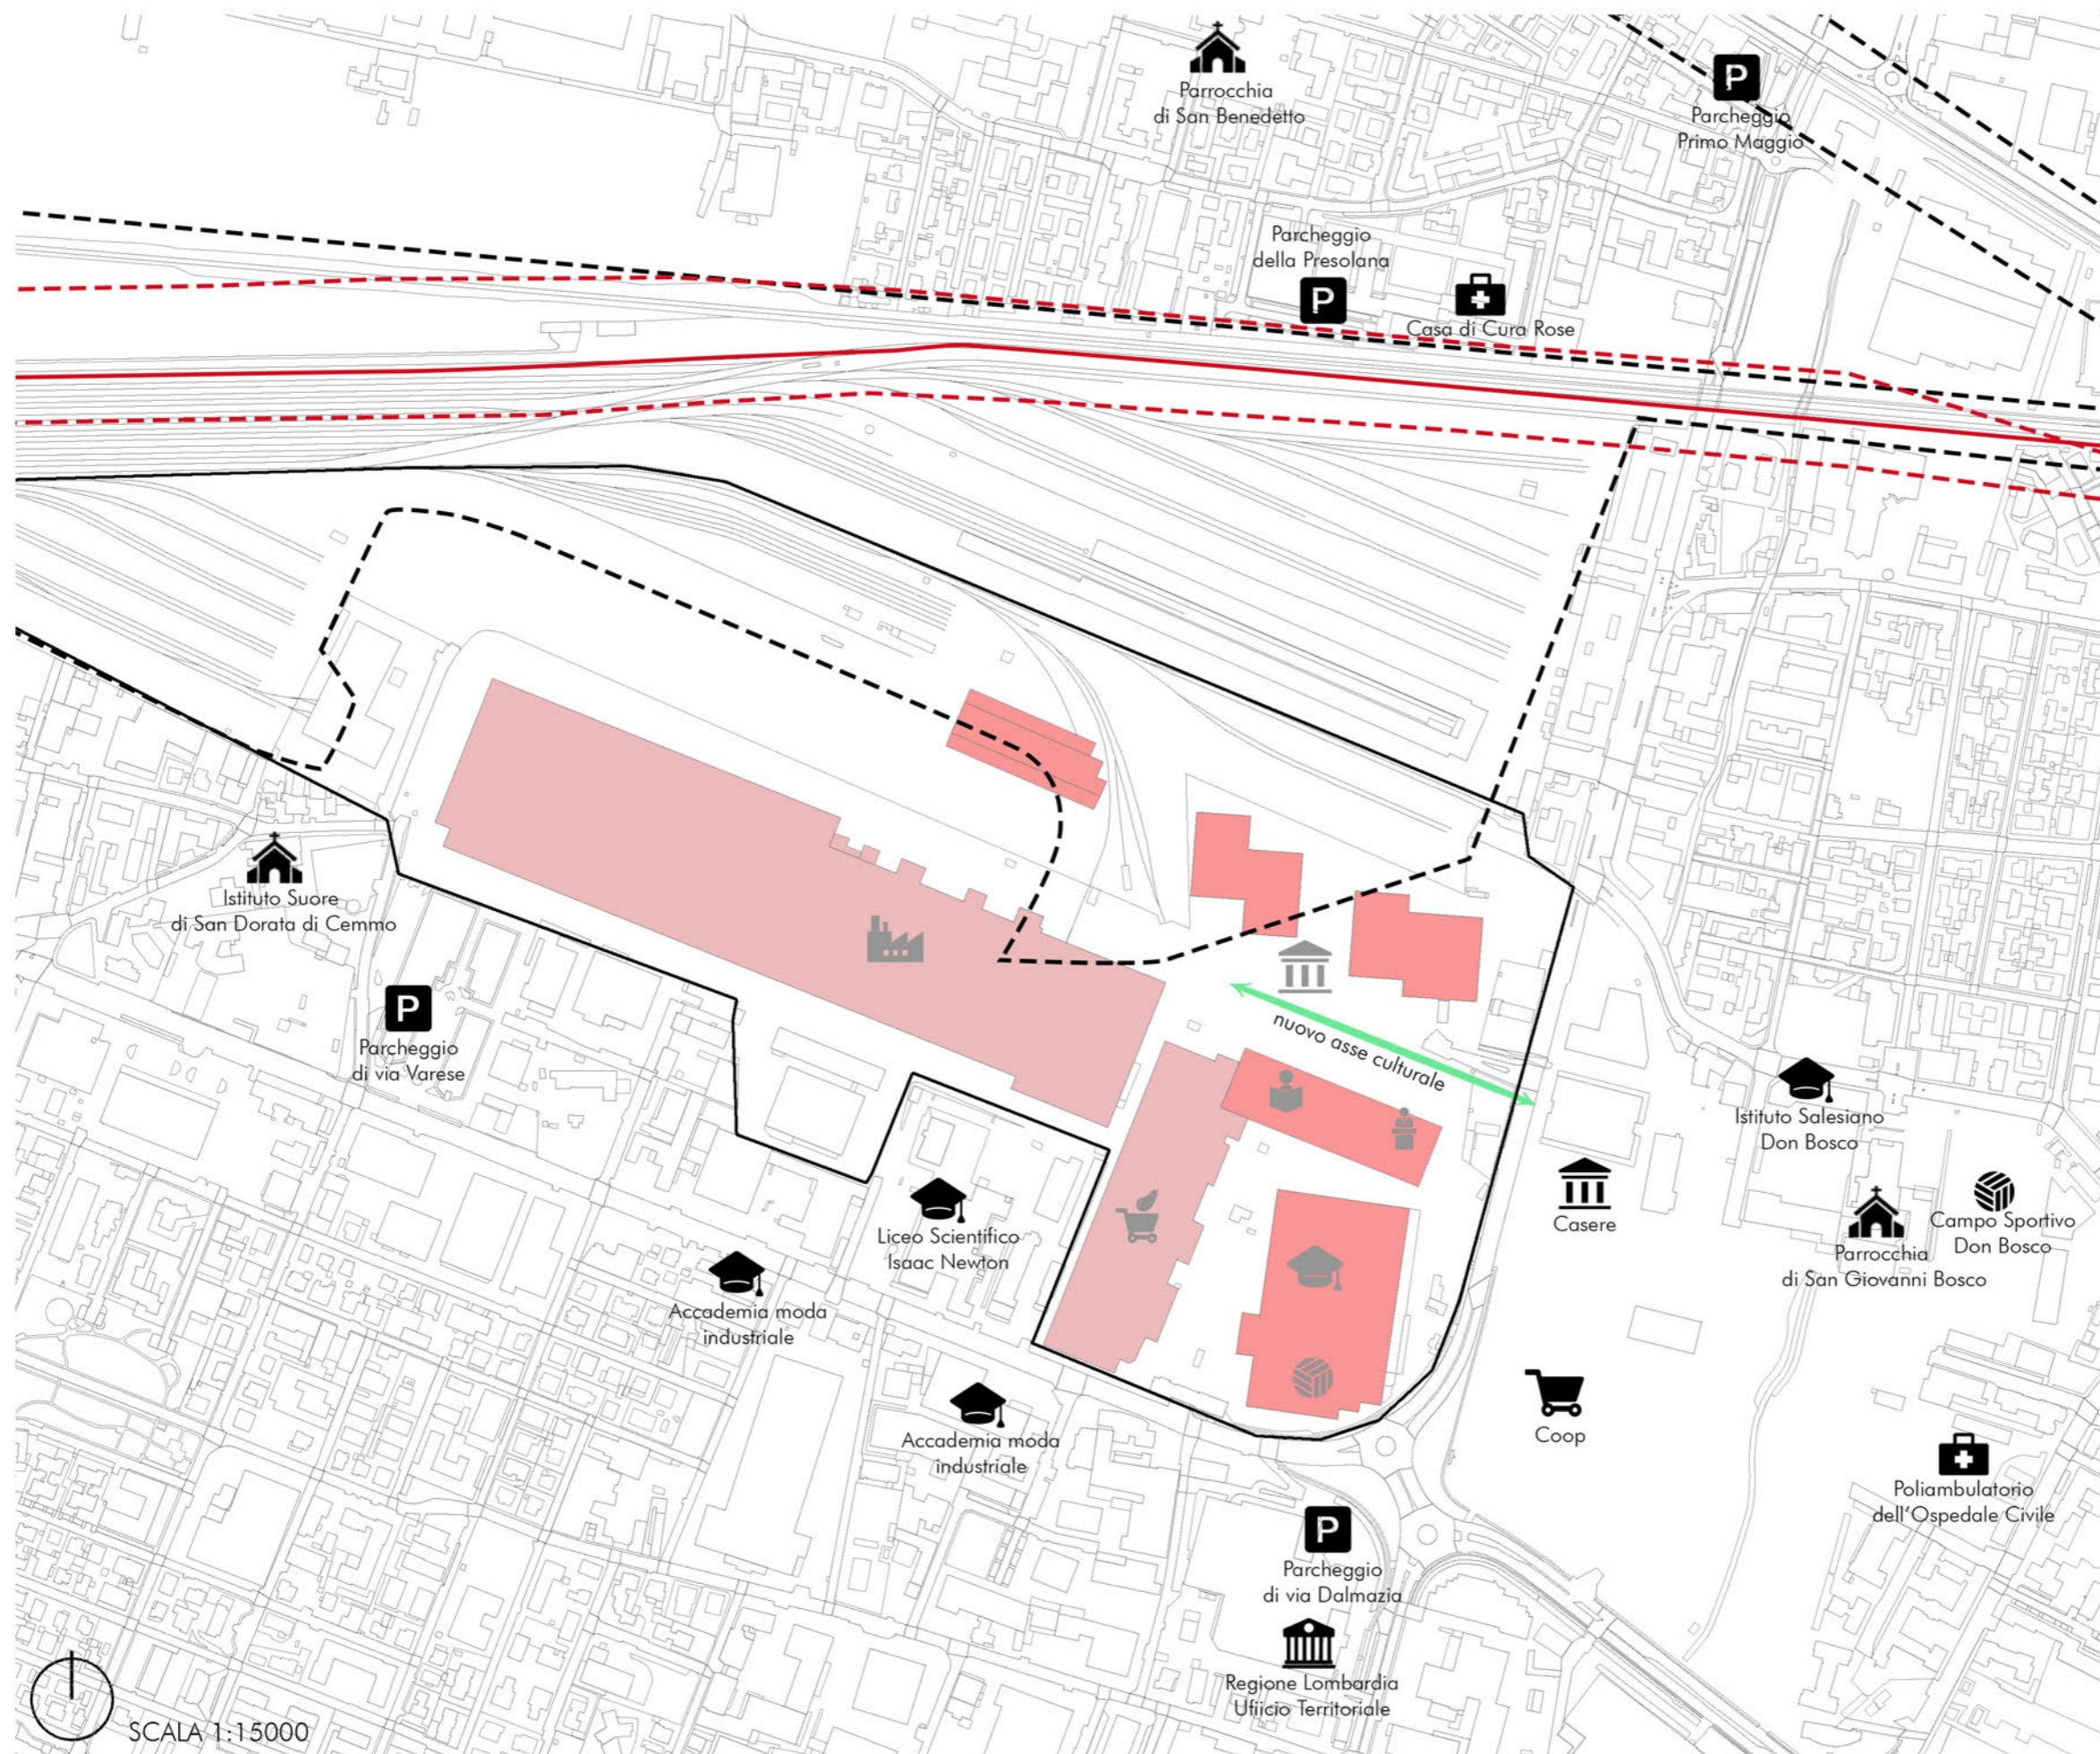 Parrocchia
di San Benedetto
P
Parcheggio
Primo Maggio
Parcheggio
della Presolana
P
Casa di Cura Rose
Istituto Suore
di San Dorata di Cemmo
P
Parcheggio
di via Varese
nuovo asse culturale
Istituto Salesiano
Don Bosco
Casere
Campo Sportivo
Don Bosco
Parrocchia
di San Giovanni Bosco
Liceo Scientifico
Isaac Newton
Accademia moda
industriale
Accademia moda
industriale
Coop
Poliambulatorio
dell'Ospedale Civile
P
Parcheggio
di via Dalmazia
Regione Lombardia
Ufiicio Territoriale
SCALA 1:15000